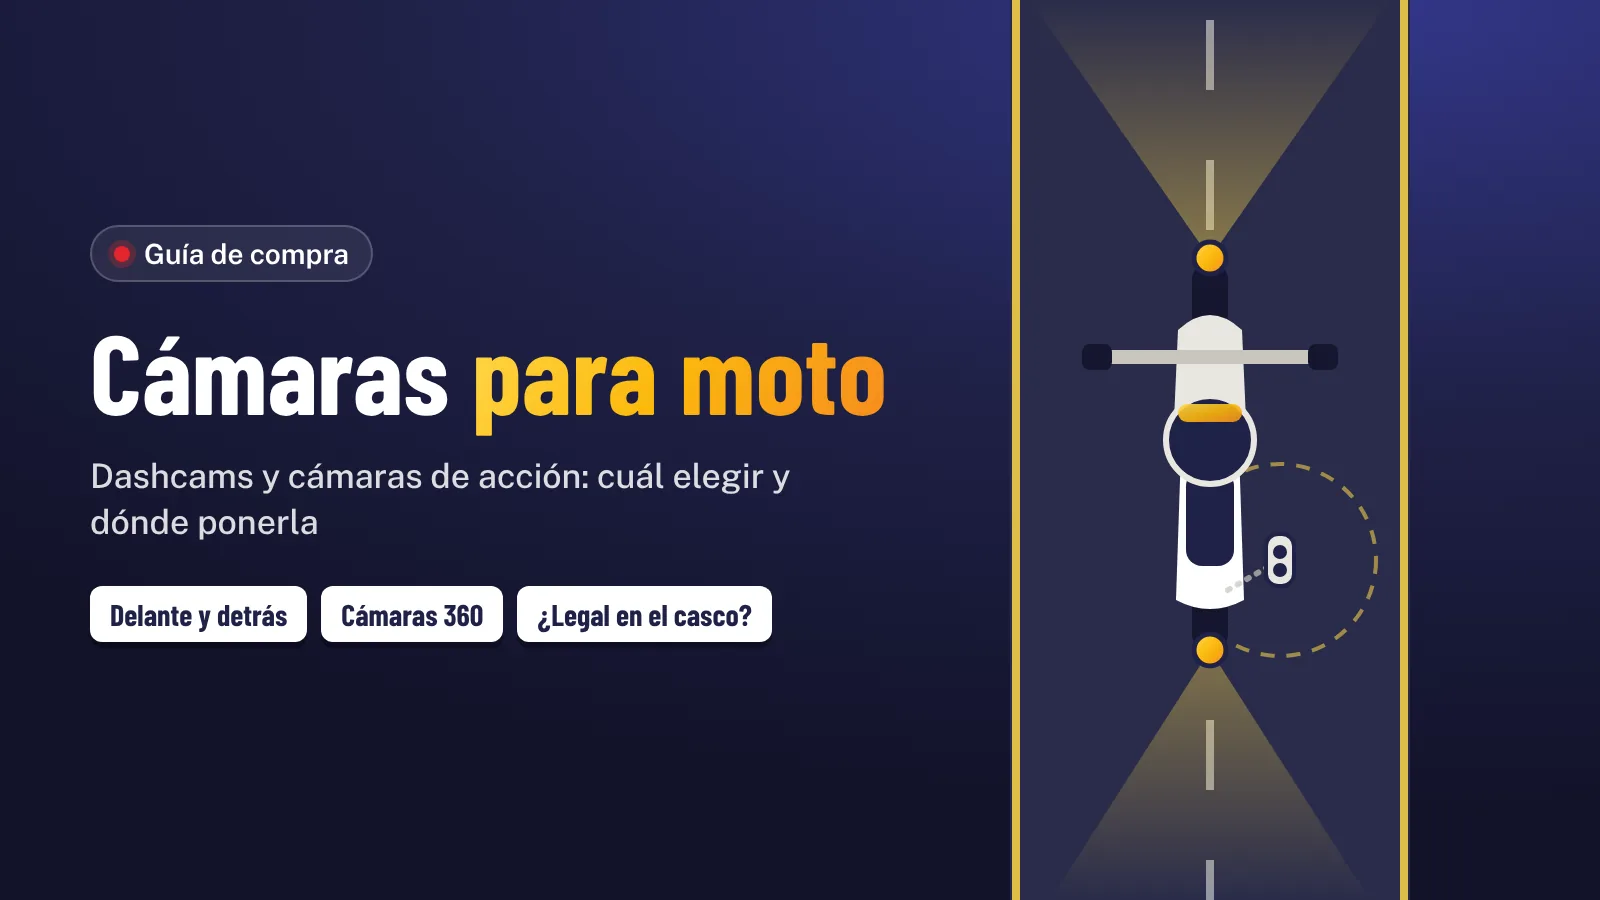 Guía de compra
Cámaras para moto
Dashcams y cámaras de acción: cuál elegir y
dónde ponerla
Delante y detrás
Cámaras 360
¿Legal en el casco?